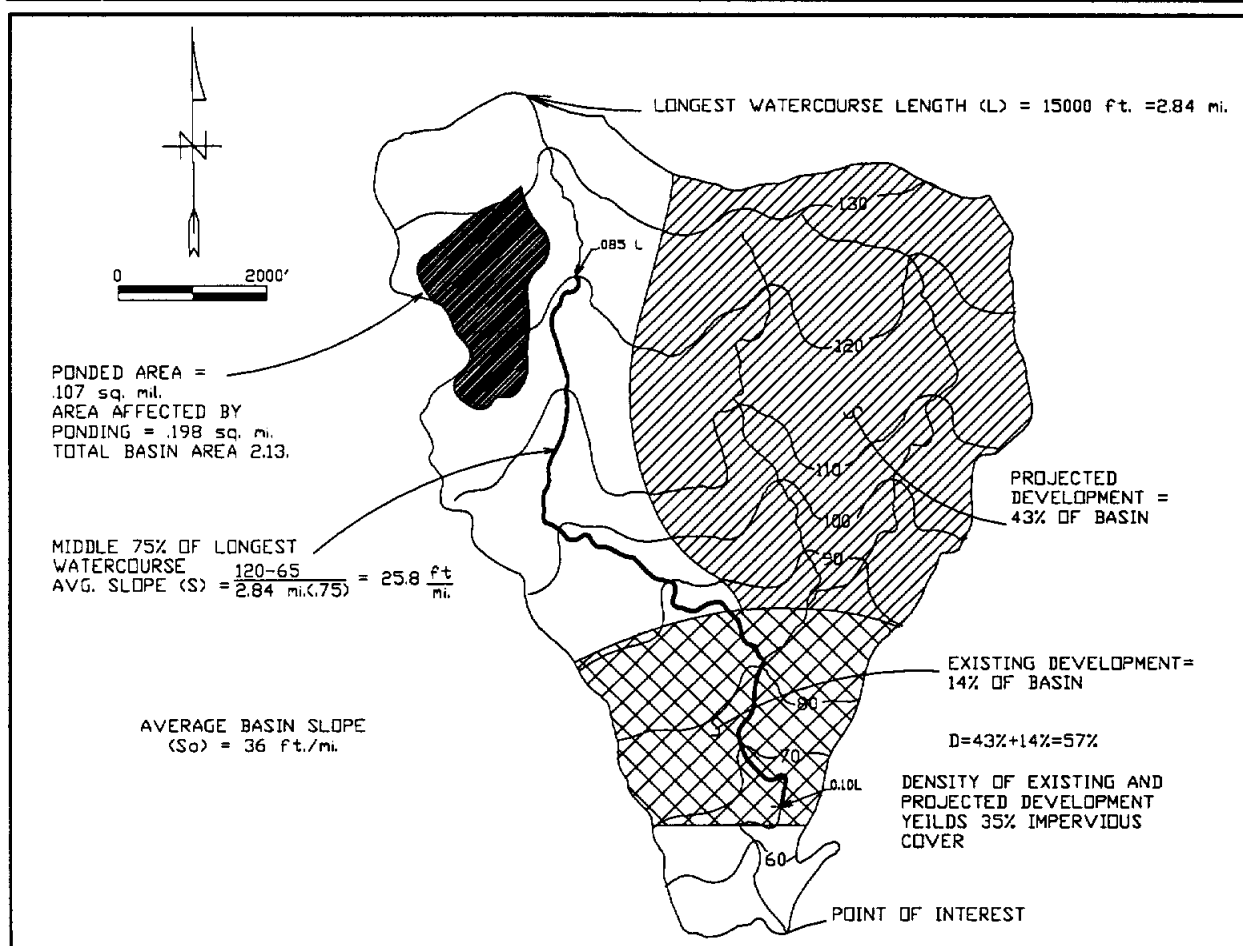 LONGEST WATERCOURSE LENGTH (L) = 15000 ft. =2.84 mi.
N
130
.085 L
0 2000'
120
PONDED AREA =
.107 sq. mil.
AREA AFFECTED BY
PONDING = .198 sq. mi.
TOTAL BASIN AREA 2.13.
110
PROJECTED
DEVELOPMENT =
43% OF BASIN
100
90
MIDDLE 75% OF LONGEST
WATERCOURSE
AVG. SLOPE (S) = 120-65 / 2.84 mi.(.75) = 25.8 ft / mi.
EXISTING DEVELOPMENT=
14% OF BASIN
80
AVERAGE BASIN SLOPE
(So) = 36 ft./mi.
D=43%+14%=57%
70
0.10L
DENSITY OF EXISTING AND
PROJECTED DEVELOPMENT
YEILDS 35% IMPERVIOUS
COVER
60
POINT OF INTEREST